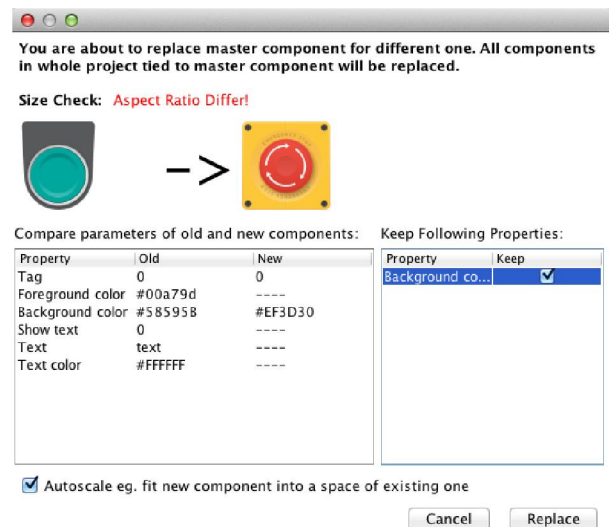 You are about to replace master component for different one. All components
in whole project tied to master component will be replaced.
Size Check: Aspect Ratio Differ!
–>
Compare parameters of old and new components:
Keep Following Properties:
Property Old New
Tag 0 0
Foreground color #00a79d ----
Background color #58595B #EF3D30
Show text 0 ----
Text text ----
Text color #FFFFFF ----
Property Keep
Background co...
Autoscale eg. fit new component into a space of existing one
Cancel Replace